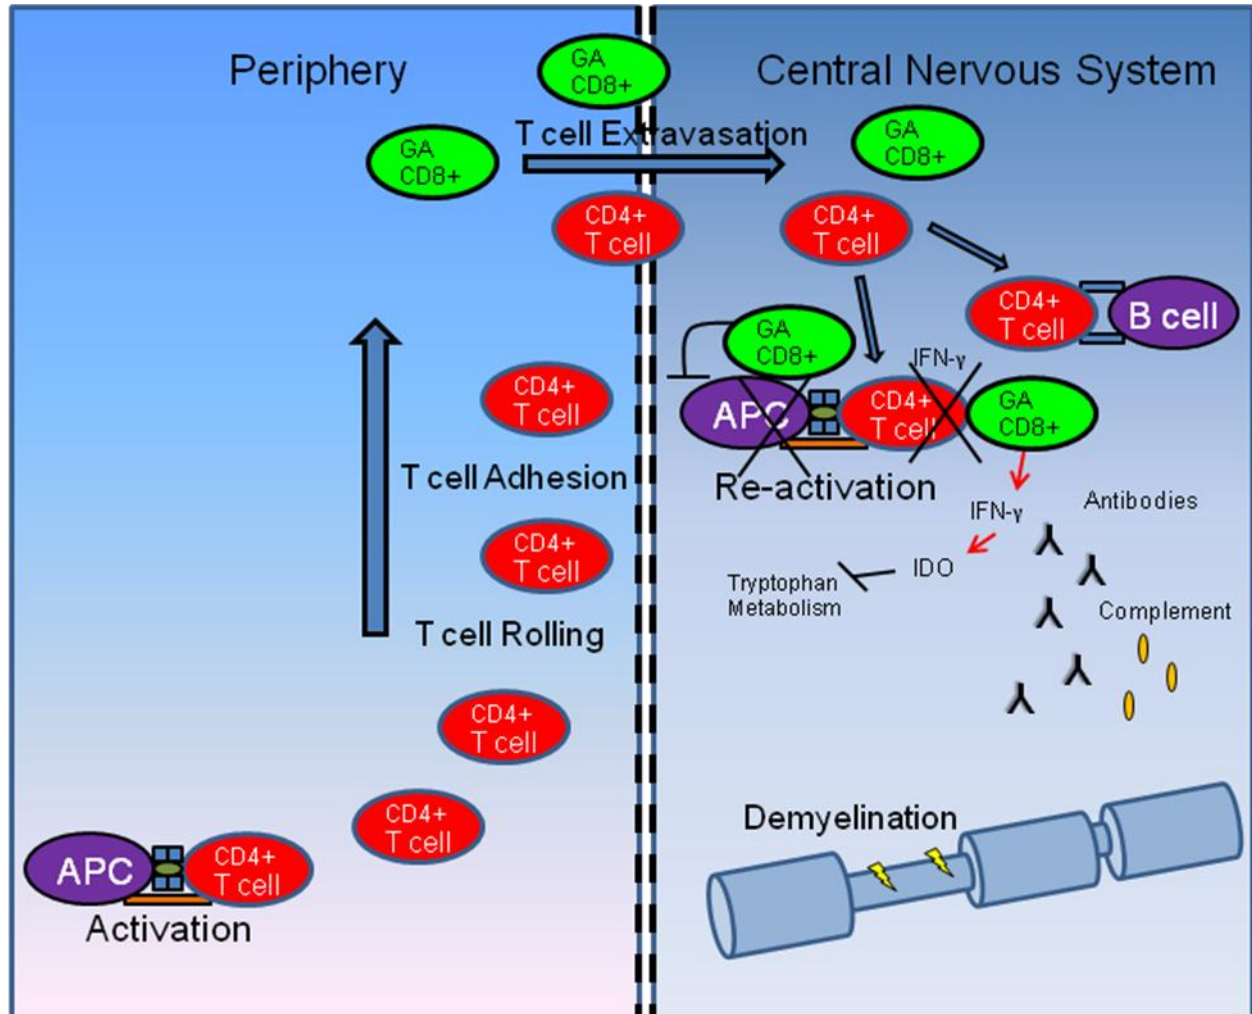 Periphery
Central Nervous System
GA
CD8+
T cell Extravasation
GA
CD8+
GA
CD8+
CD4+
T cell
CD4+
T cell
CD4+
T cell
B cell
GA
CD8+
IFN-γ
APC
CD4+
T cell
GA
CD8+
Re-activation
CD4+
T cell
T cell Adhesion
IFN-γ
Antibodies
CD4+
T cell
IDO
Tryptophan
Metabolism
Complement
T cell Rolling
CD4+
T cell
CD4+
T cell
Demyelination
APC
CD4+
T cell
Activation